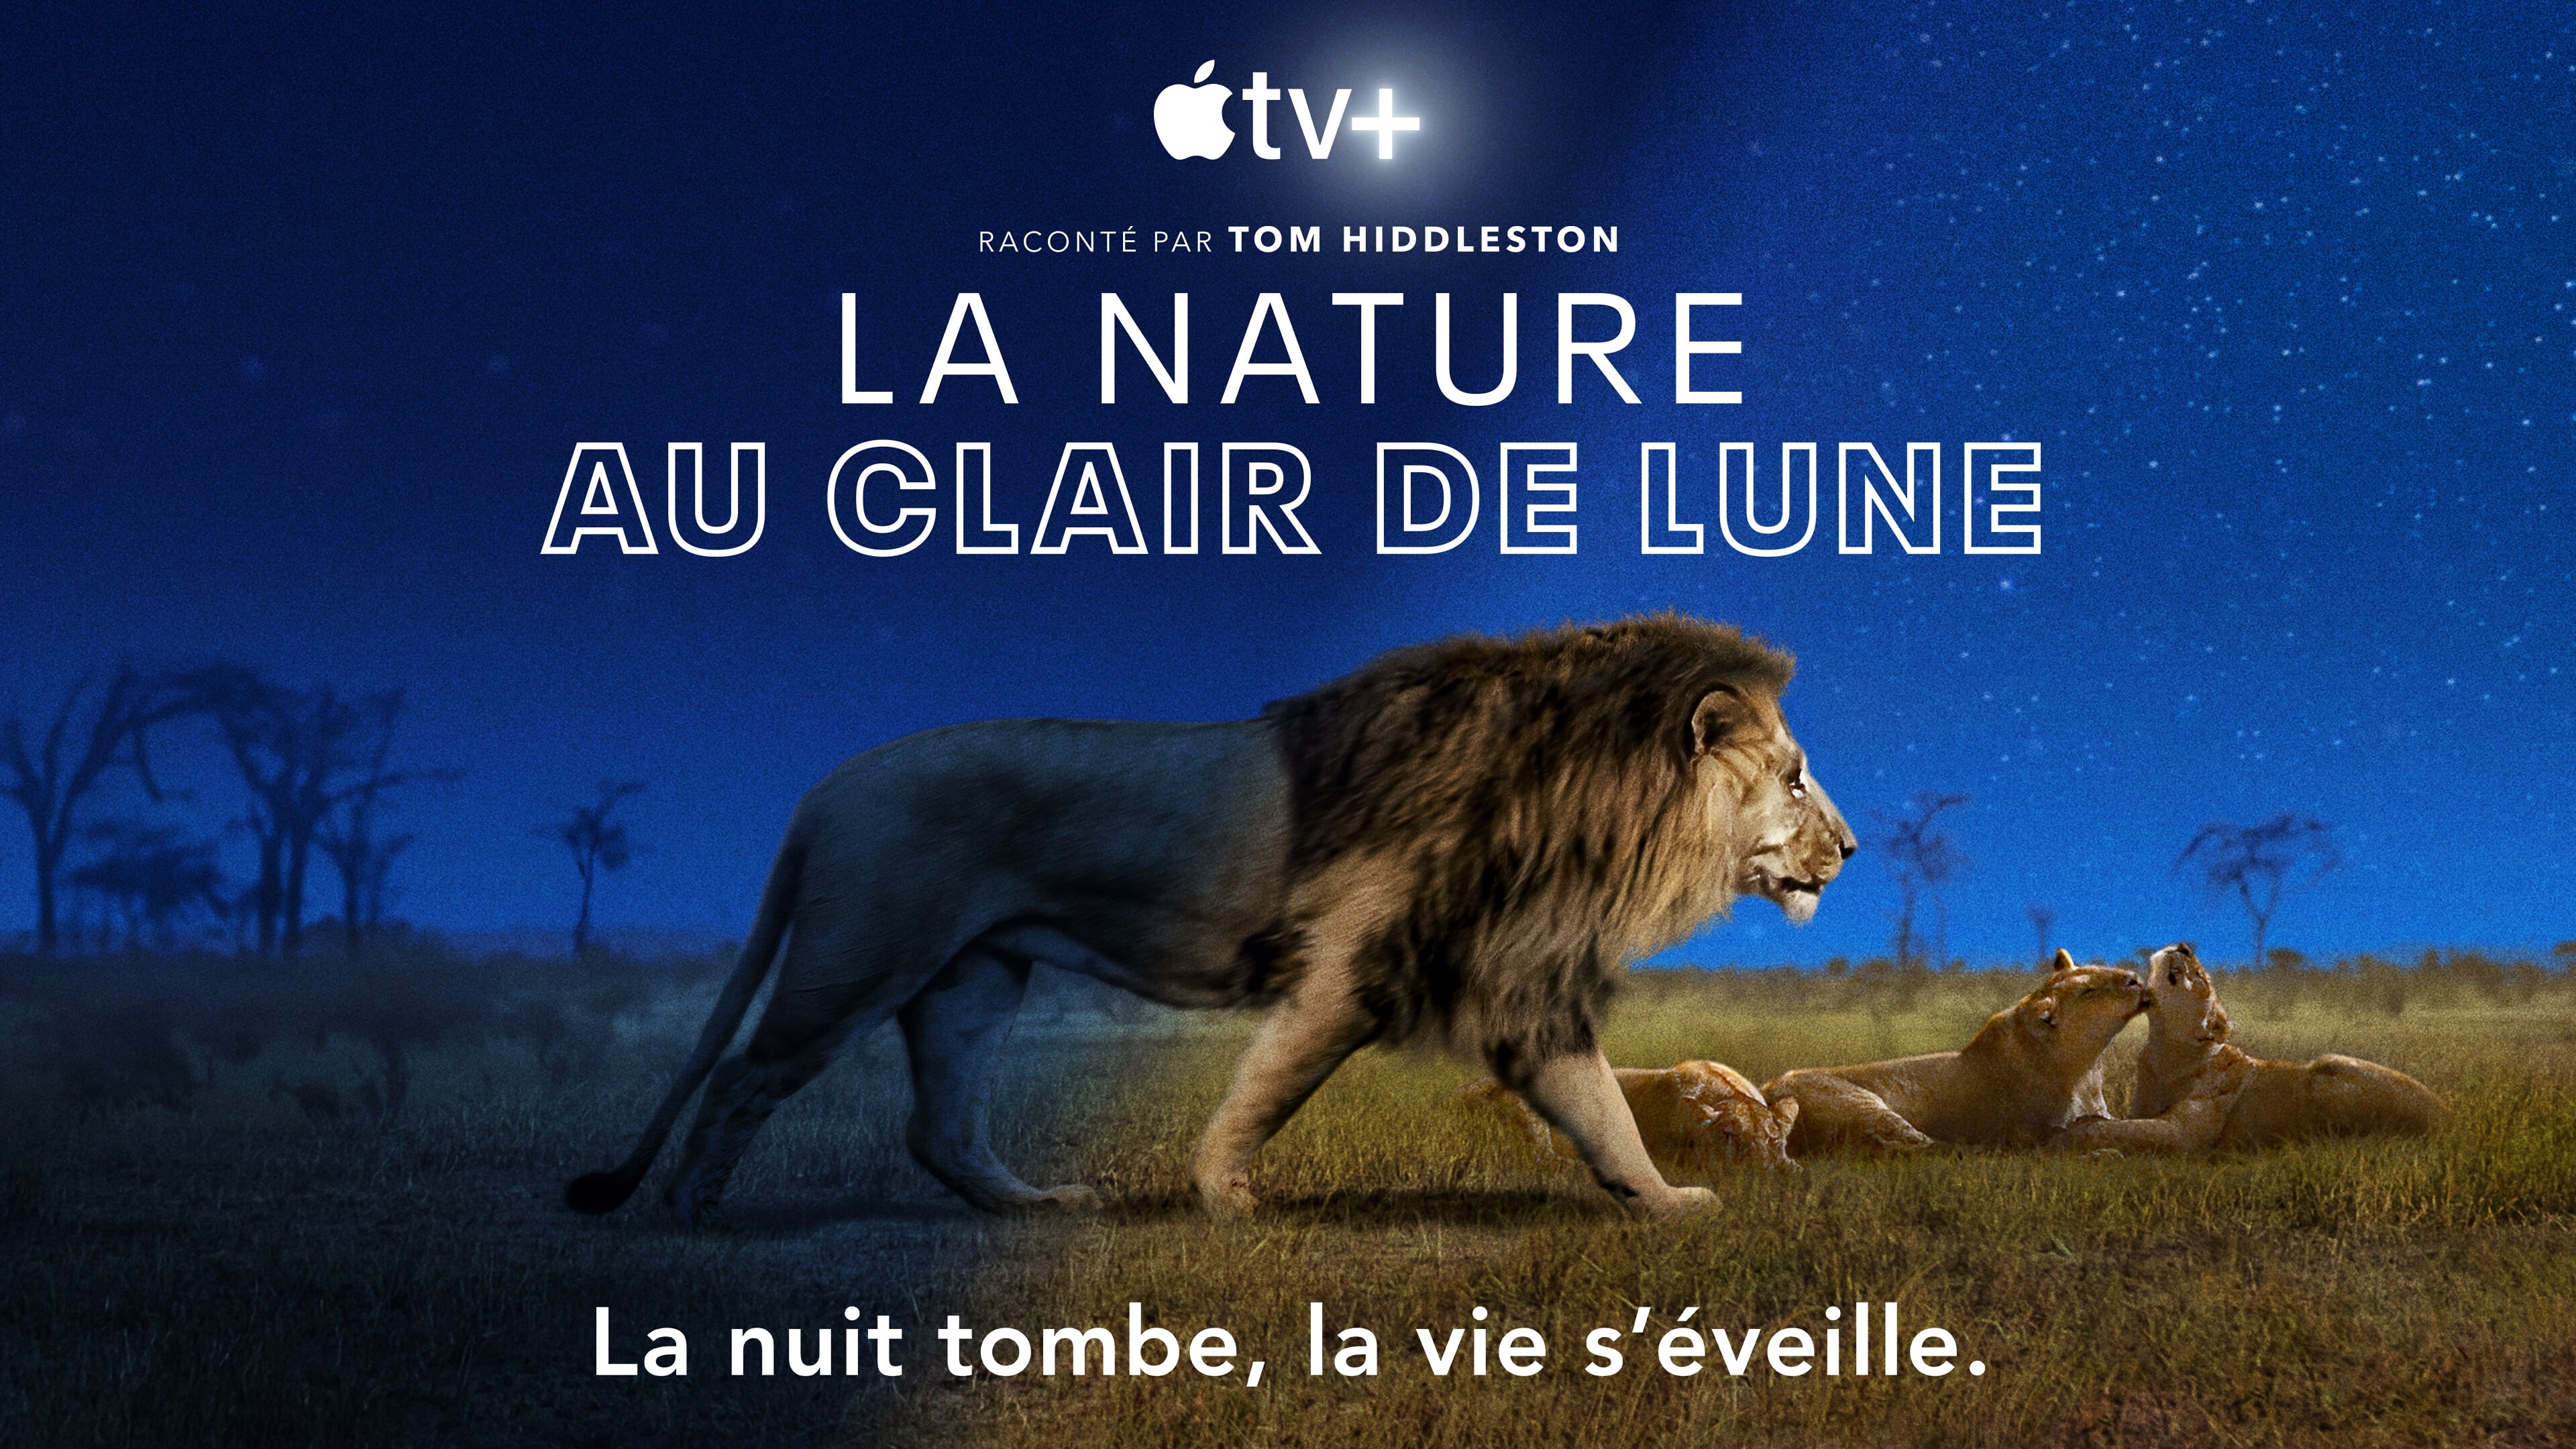 tv+
RACONTÉ PAR TOM HIDDLESTON
LA NATURE
AU CLAIR DE LUNE
La nuit tombe, la vie s’éveille.